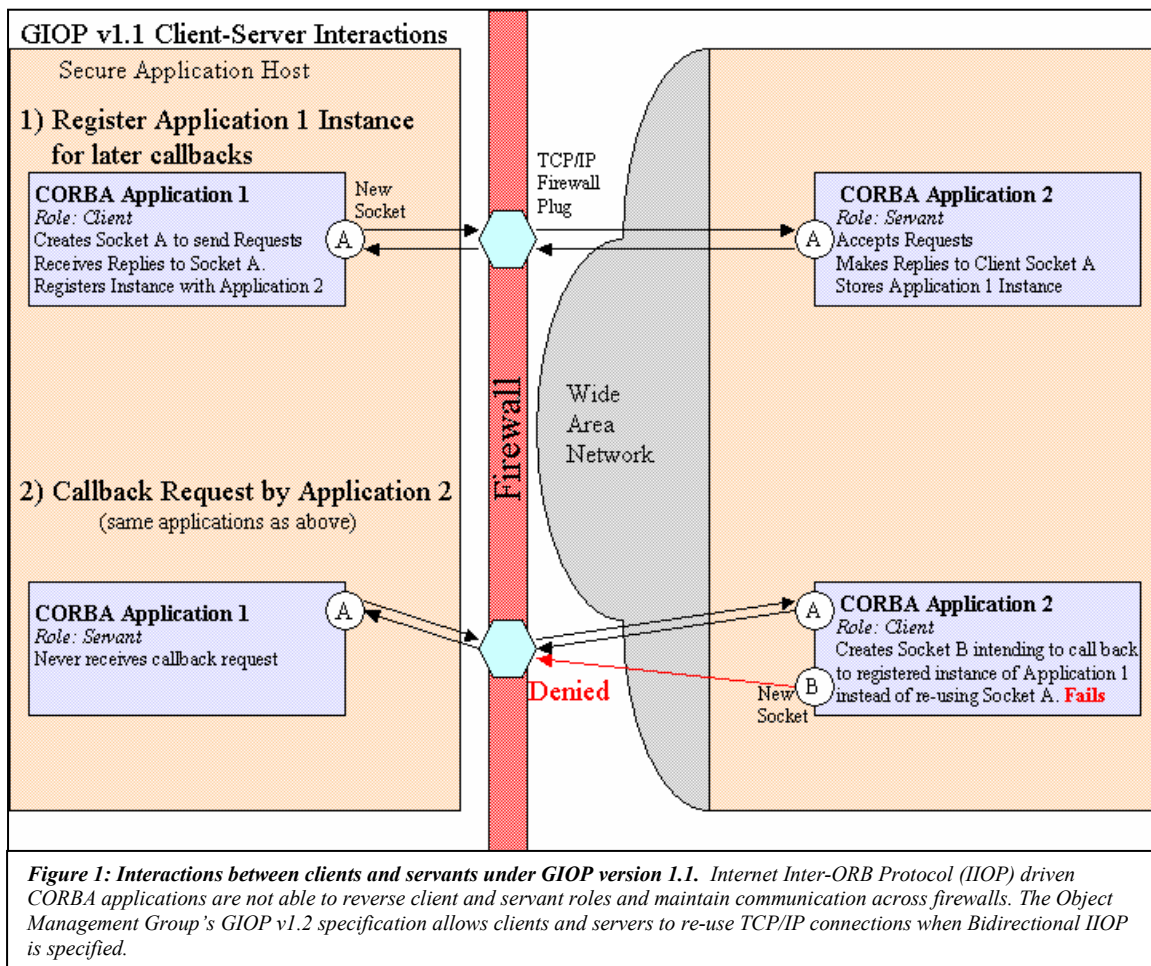 GIOP v1.1 Client-Server Interactions
Secure Application Host
1) Register Application 1 Instance
for later callbacks
CORBA Application 1
Role: Client
Creates Socket A to send Requests
Receives Replies to Socket A.
Registers Instance with Application 2
A
New
Socket
TCP/IP
Firewall
Plug
A
CORBA Application 2
Role: Servant
Accepts Requests
Makes Replies to Client Socket A
Stores Application 1 Instance
Firewall
Wide
Area
Network
2) Callback Request by Application 2
(same applications as above)
CORBA Application 1
Role: Servant
Never receives callback request
A
Denied
A
B
New
Socket
CORBA Application 2
Role: Client
Creates Socket B intending to call back
to registered instance of Application 1
instead of re-using Socket A. Fails
Figure 1: Interactions between clients and servants under GIOP version 1.1. Internet Inter-ORB Protocol (IIOP) driven
CORBA applications are not able to reverse client and servant roles and maintain communication across firewalls. The Object
Management Group's GIOP v1.2 specification allows clients and servers to re-use TCP/IP connections when Bidirectional IIOP
is specified.